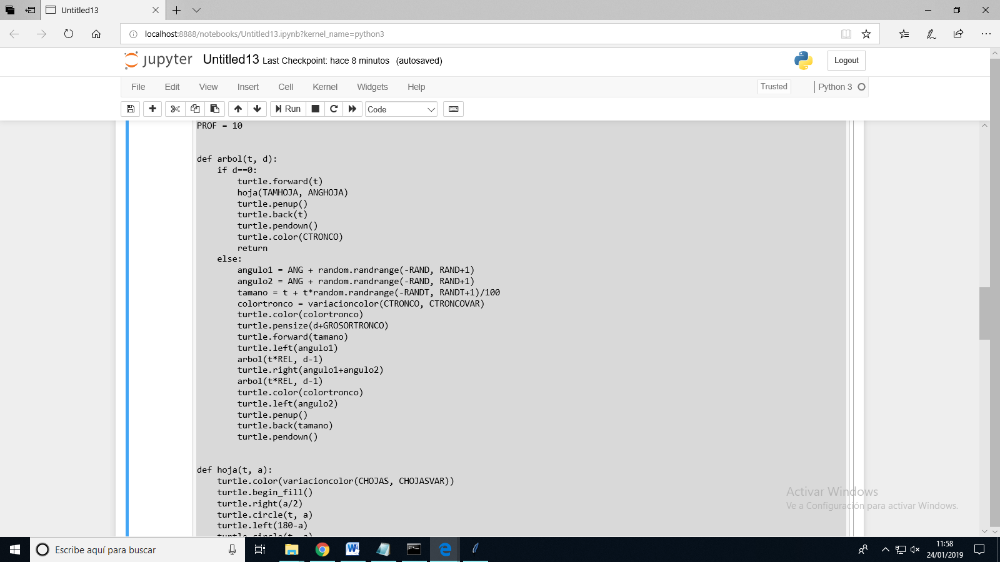 Untitled13
localhost:8888/notebooks/Untitled13.ipynb?kernel_name=python3
jupyter Untitled13 Last Checkpoint: hace 8 minutos (autosaved)
Logout
File Edit View Insert Cell Kernel Widgets Help
Trusted
Python 3
Run
Code
PROF = 10
def arbol(t, d):
    if d==0:
        turtle.forward(t)
        hoja(TAMHOJA, ANGHOJA)
        turtle.penup()
        turtle.back(t)
        turtle.pendown()
        turtle.color(CTRONCO)
        return
    else:
        angulo1 = ANG + random.randrange(-RAND, RAND+1)
        angulo2 = ANG + random.randrange(-RAND, RAND+1)
        tamano = t + t*random.randrange(-RANDT, RANDT+1)/100
        colortronco = variacioncolor(CTRONCO, CTRONCOVAR)
        turtle.color(colortronco)
        turtle.pensize(d+GROSORTRONCO)
        turtle.forward(tamano)
        turtle.left(angulo1)
        arbol(t*REL, d-1)
        turtle.right(angulo1+angulo2)
        arbol(t*REL, d-1)
        turtle.color(colortronco)
        turtle.left(angulo2)
        turtle.penup()
        turtle.back(tamano)
        turtle.pendown()
def hoja(t, a):
    turtle.color(variacioncolor(CHOJAS, CHOJASVAR))
    turtle.begin_fill()
    turtle.right(a/2)
    turtle.circle(t, a)
    turtle.left(180-a)
    turtle.circle(t, a)
Activar Windows
Ve a Configuración para activar Windows.
Escribe aquí para buscar
11:58
24/01/2019